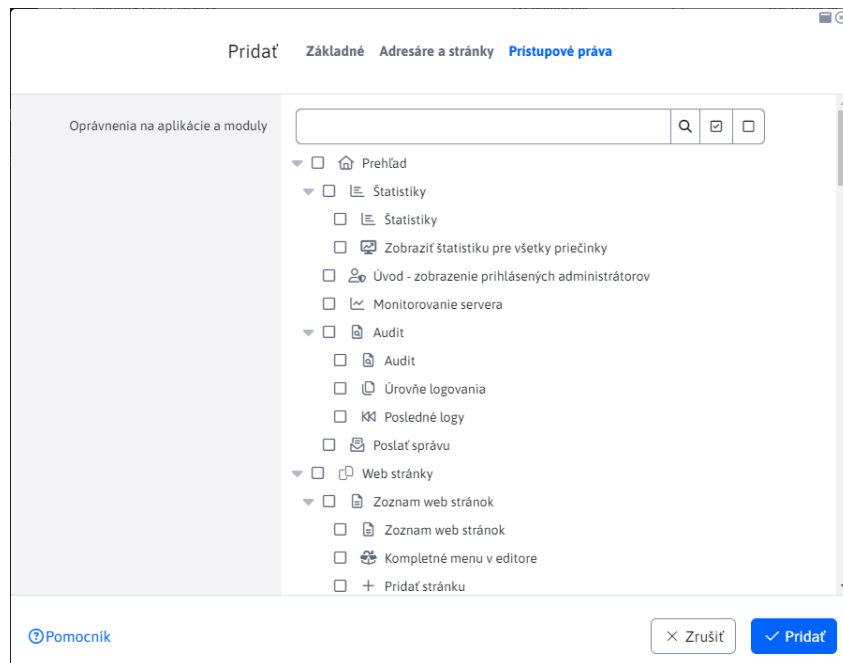 Pridať Základné Adresáre a stránky Prístupové práva
Oprávnenia na aplikácie a moduly
Prehľad
Štatistiky
Štatistiky
Zobraziť štatistiku pre všetky priečinky
Úvod - zobrazenie prihlásených administrátorov
Monitorovanie servera
Audit
Audit
Úrovňe logovania
Posledné logy
Poslať správu
Web stránky
Zoznam web stránok
Zoznam web stránok
Kompletné menu v editore
Pridať stránku
Pomocník
Zrušiť
Pridať